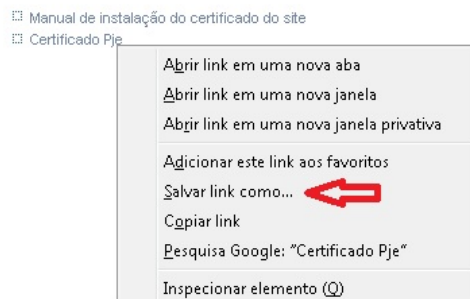 Manual de instalação do certificado do site
Certificado Pje
Abrir link em uma nova aba
Abrir link em uma nova janela
Abrir link em uma nova janela privativa
Adicionar este link aos favoritos
Salvar link como...
Copiar link
Pesquisa Google: "Certificado Pje"
Inspecionar elemento (Q)